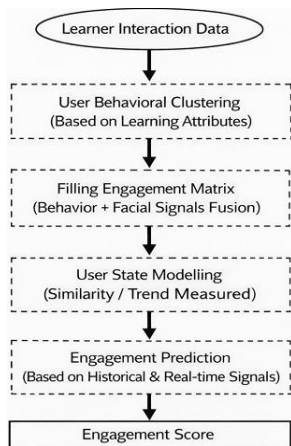 Learner Interaction Data
User Behavioral Clustering
(Based on Learning Attributes)
Filling Engagement Matrix
(Behavior + Facial Signals Fusion)
User State Modelling
(Similarity / Trend Measured)
Engagement Prediction
(Based on Historical & Real-time Signals)
Engagement Score